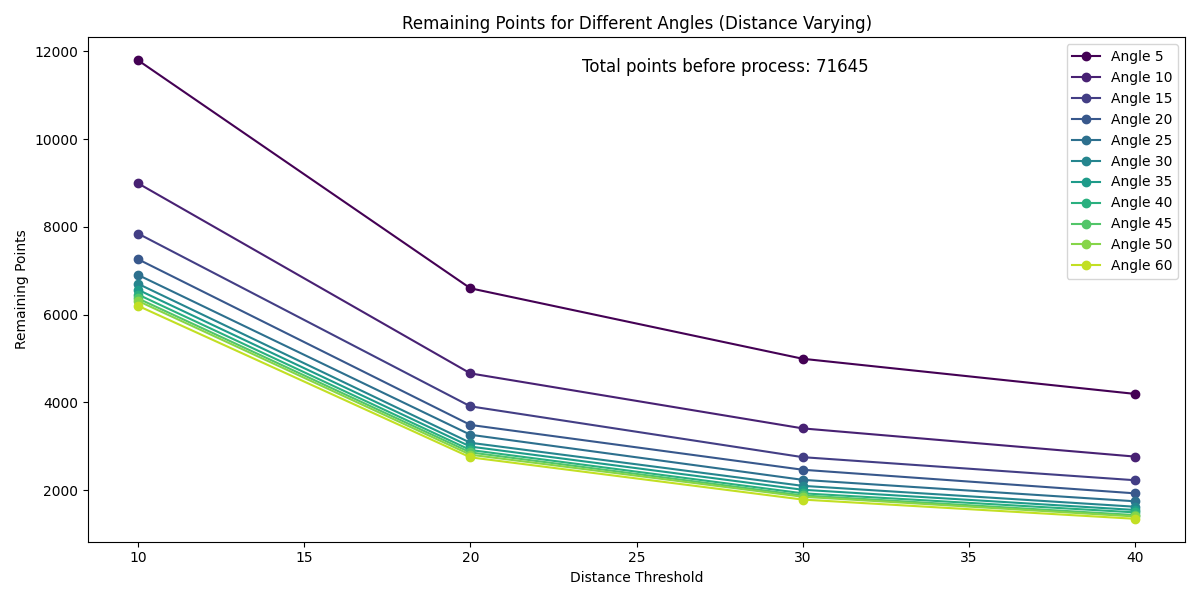 Remaining Points for Different Angles (Distance Varying)
Total points before process: 71645
Angle 5
Angle 10
Angle 15
Angle 20
Angle 25
Angle 30
Angle 35
Angle 40
Angle 45
Angle 50
Angle 60
Remaining Points
12000
10000
8000
6000
4000
2000
10 15 20 25 30 35 40
Distance Threshold